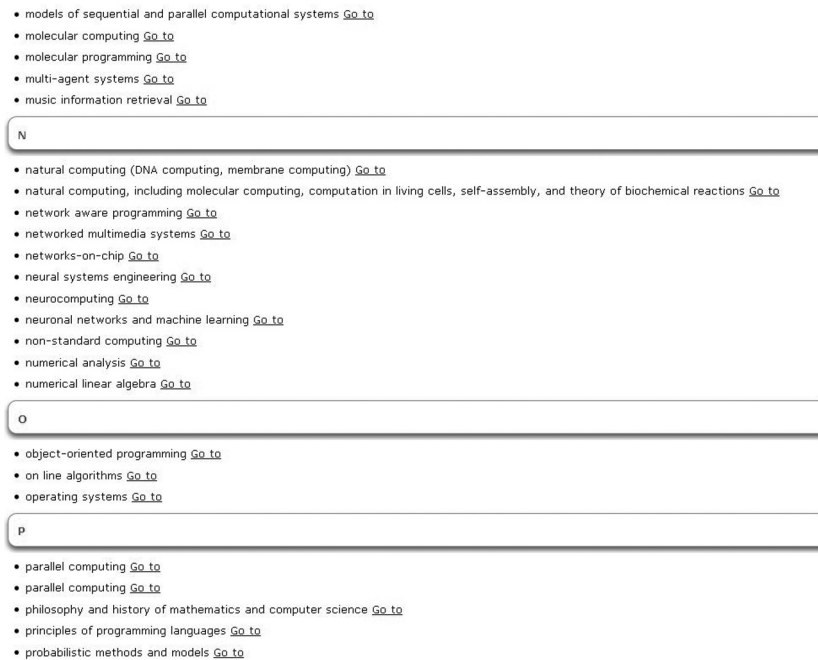 • models of sequential and parallel computational systems Go to
• molecular computing Go to
• molecular programming Go to
• multi-agent systems Go to
• music information retrieval Go to
N
• natural computing (DNA computing, membrane computing) Go to
• natural computing, including molecular computing, computation in living cells, self-assembly, and theory of biochemical reactions Go to
• network aware programming Go to
• networked multimedia systems Go to
• networks-on-chip Go to
• neural systems engineering Go to
• neurocomputing Go to
• neuronal networks and machine learning Go to
• non-standard computing Go to
• numerical analysis Go to
• numerical linear algebra Go to
O
• object-oriented programming Go to
• on line algorithms Go to
• operating systems Go to
P
• parallel computing Go to
• parallel computing Go to
• philosophy and history of mathematics and computer science Go to
• principles of programming languages Go to
• probabilistic methods and models Go to